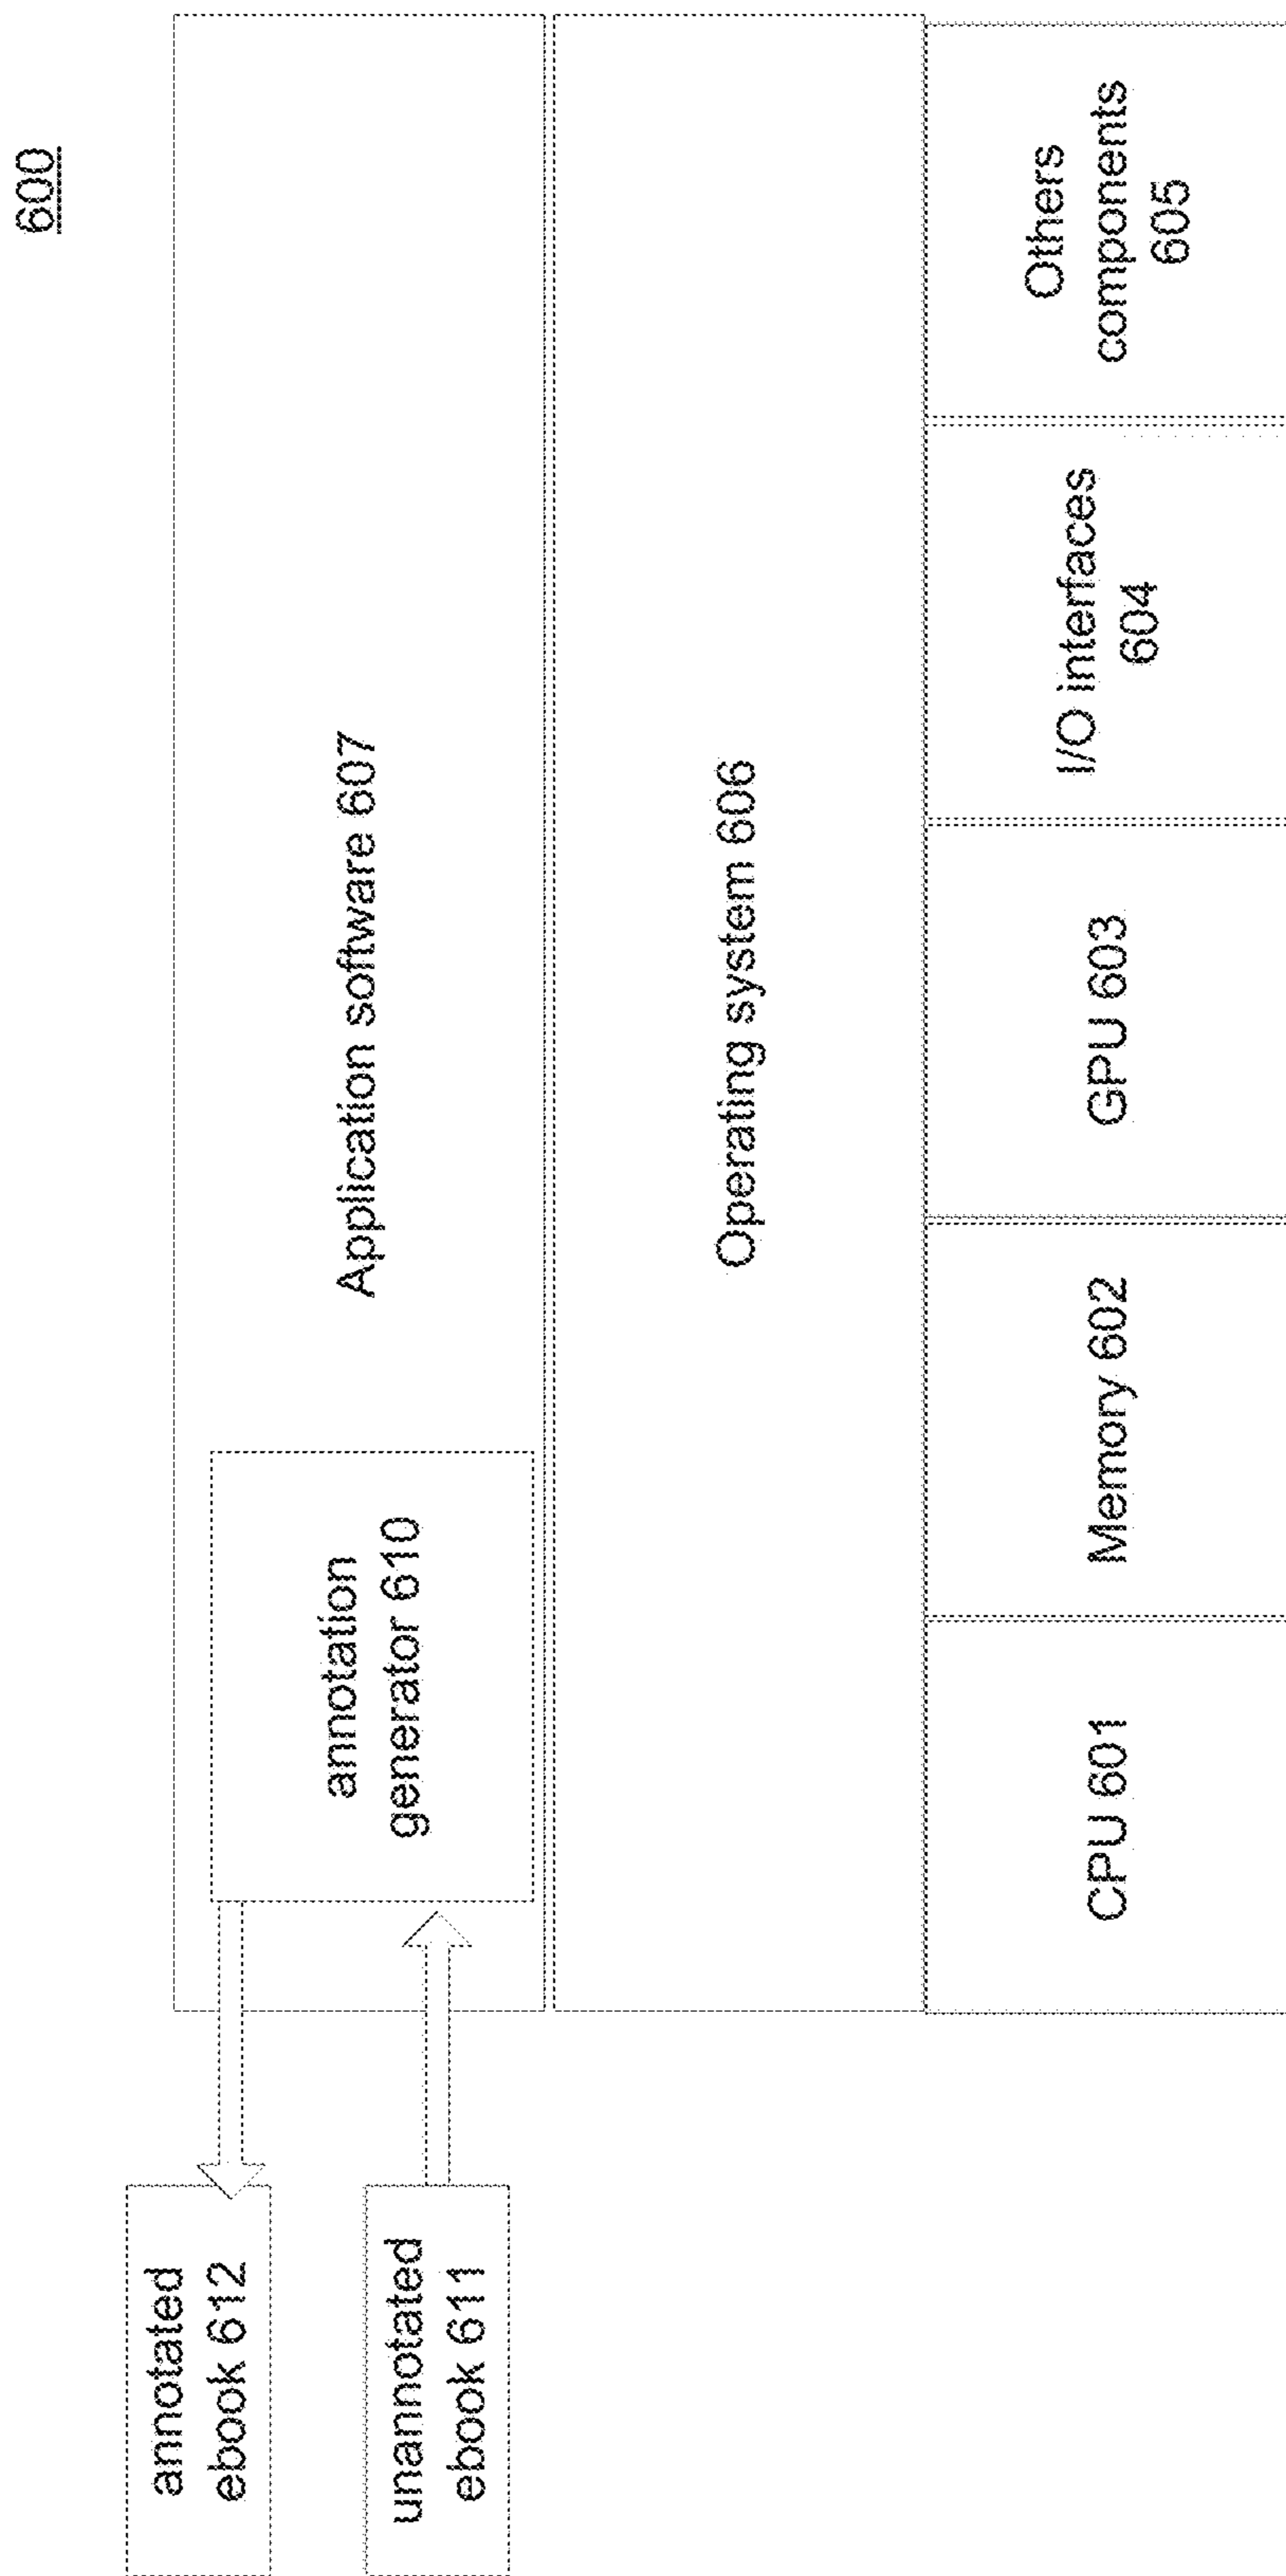 600
annotated
ebook 612
unannotated
ebook 611
annotation
generator 610
Application software 607
Operating system 606
CPU 601
Memory 602
GPU 603
I/O interfaces
604
Others
components
605